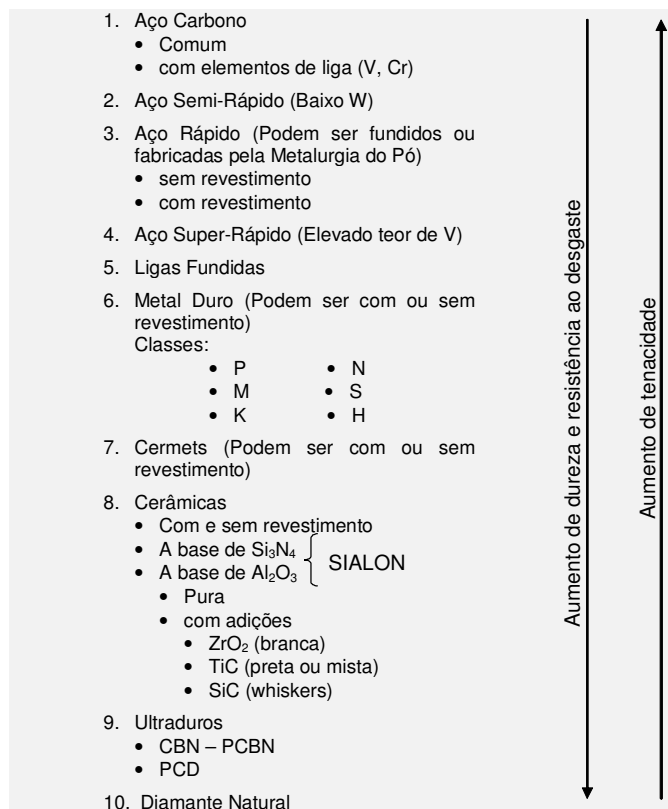 1. Aço Carbono
• Comum
• com elementos de liga (V, Cr)
2. Aço Semi-Rápido (Baixo W)
3. Aço Rápido (Podem ser fundidos ou
fabricadas pela Metalurgia do Pó)
• sem revestimento
• com revestimento
4. Aço Super-Rápido (Elevado teor de V)
5. Ligas Fundidas
6. Metal Duro (Podem ser com ou sem
revestimento)
Classes:
• P • N
• M • S
• K • H
7. Cermets (Podem ser com ou sem
revestimento)
8. Cerâmicas
• Com e sem revestimento
• A base de Si₃N₄
• A base de Al₂O₃
SIALON
• Pura
• com adições
• ZrO₂ (branca)
• TiC (preta ou mista)
• SiC (whiskers)
9. Ultraduros
• CBN – PCBN
• PCD
10. Diamante Natural
Aumento de dureza e resistência ao desgaste
Aumento de tenacidade